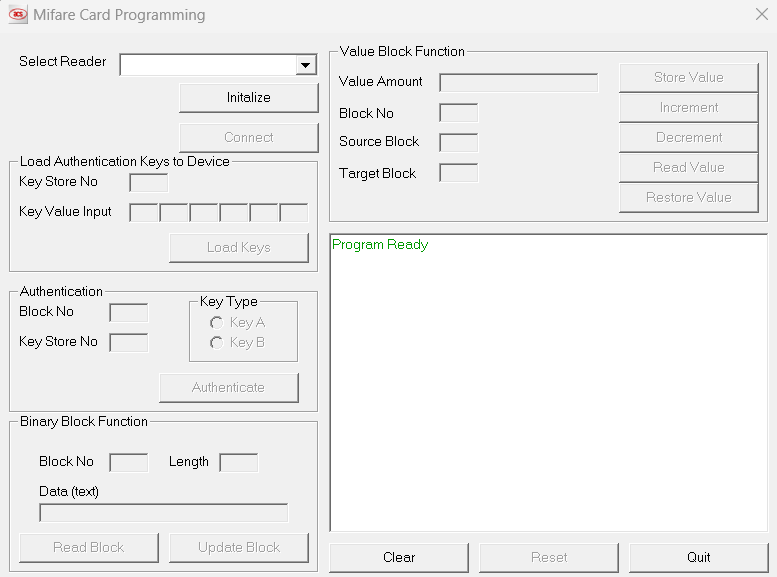 Mifare Card Programming
Select Reader
Initalize
Connect
Load Authentication Keys to Device
Key Store No
Key Value Input
Load Keys
Authentication
Block No
Key Store No
Key Type
Key A
Key B
Authenticate
Binary Block Function
Block No Length
Data (text)
Read Block Update Block
Value Block Function
Value Amount
Block No
Source Block
Target Block
Store Value
Increment
Decrement
Read Value
Restore Value
Program Ready
Clear Reset Quit